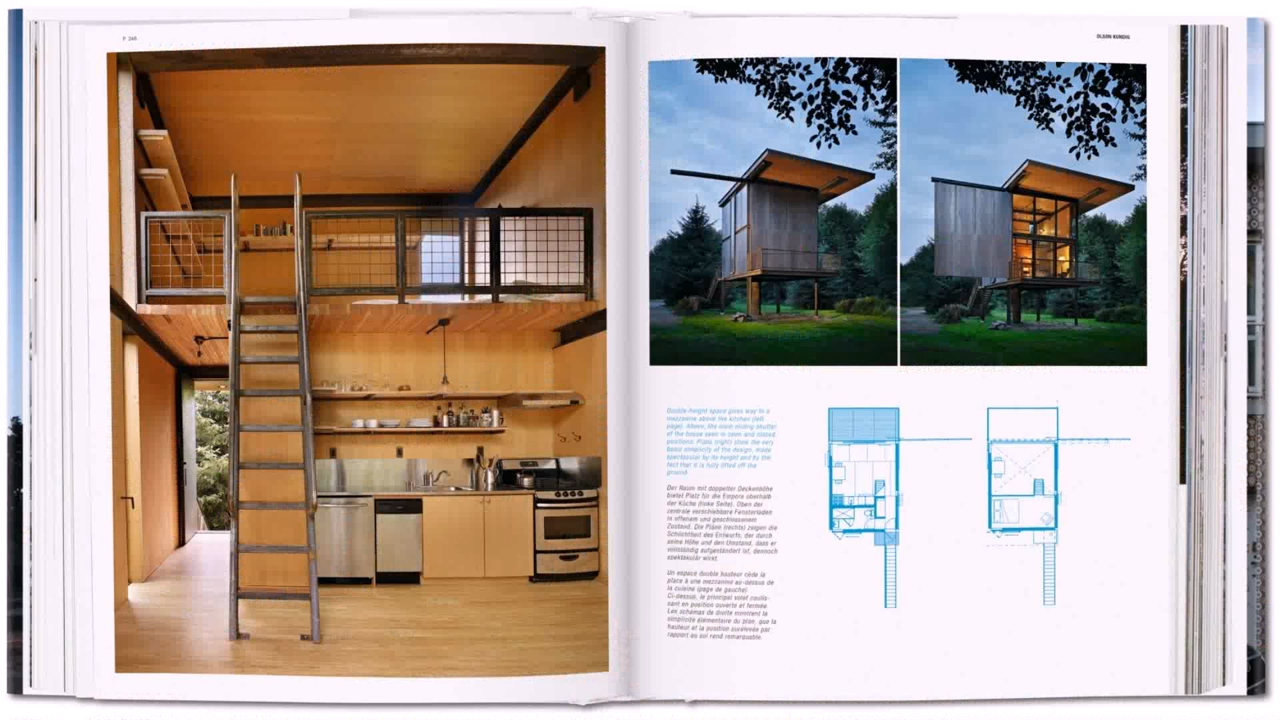 P 246
OLSON KUNDIG
Double-height space gives way to a
mezzanine above the kitchen (left
page). Above, the main sliding shutter
of the house seen in open and closed
positions. Plans (right) show the very
basic simplicity of the design, made
spectacular by its height and by the
fact that it is fully lifted off the
ground.
Der Raum mit doppelter Deckenhöhe
bietet Platz für die Empore oberhalb
der Küche (linke Seite). Oben der
centrale verschiebbare Fensterladen
in offenem und geschlossenem
Zustand. Die Pläne (rechts) zeigen die
Schlichtheit des Entwurfs, der durch
seine Höhe und den Umstand, dass er
vollständig aufgeständert ist, dennoch
spektakulär wirkt.
Un espace double hauteur cède la
place à une mezzanine au-dessus de
la cuisine (page de gauche)
Ci-dessus, le principal volet coulis-
sant en position ouverte et fermée.
Les schémas de droite montrent la
simplicité élémentaire du plan, que la
hauteur et la position surélevée par
rapport au sol rend remarquable.